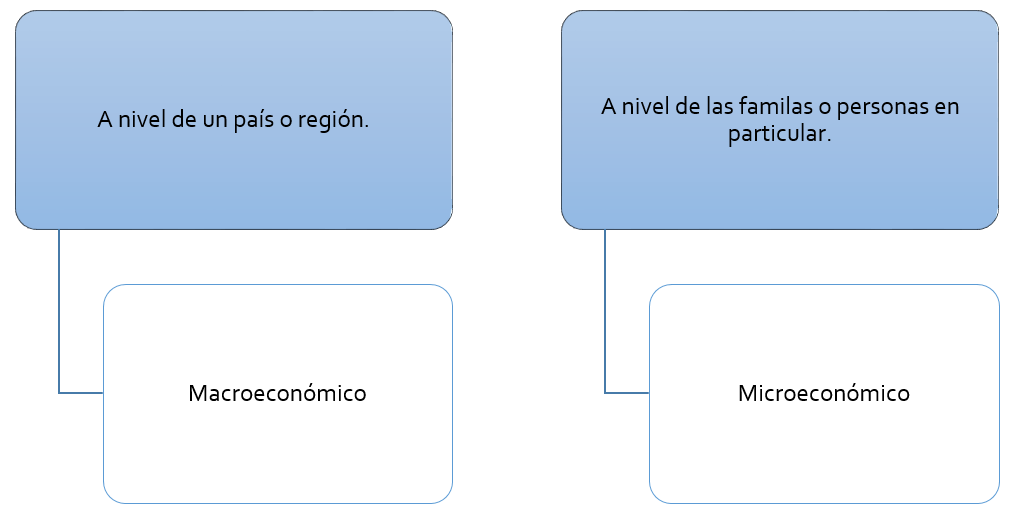 A nivel de un país o región.
A nivel de las familas o personas en
particular.
Macroeconómico
Microeconómico